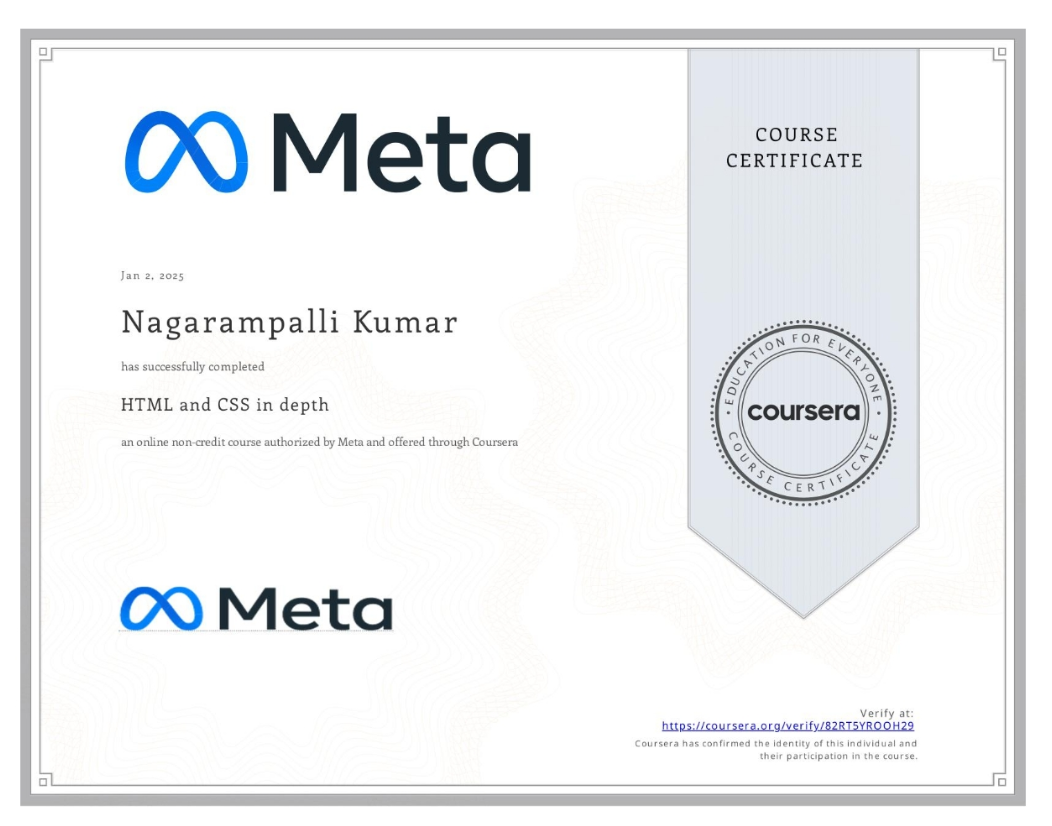 Meta
COURSE
CERTIFICATE
Jan 2, 2025
Nagarampalli Kumar
has successfully completed
HTML and CSS in depth
an online non-credit course authorized by Meta and offered through Coursera
EDUCATION FOR EVERYONE
coursera
COURSE CERTIFICATE
Meta
Verify at:
https://coursera.org/verify/82RT5YROOH29
Coursera has confirmed the identity of this individual and
their participation in the course.